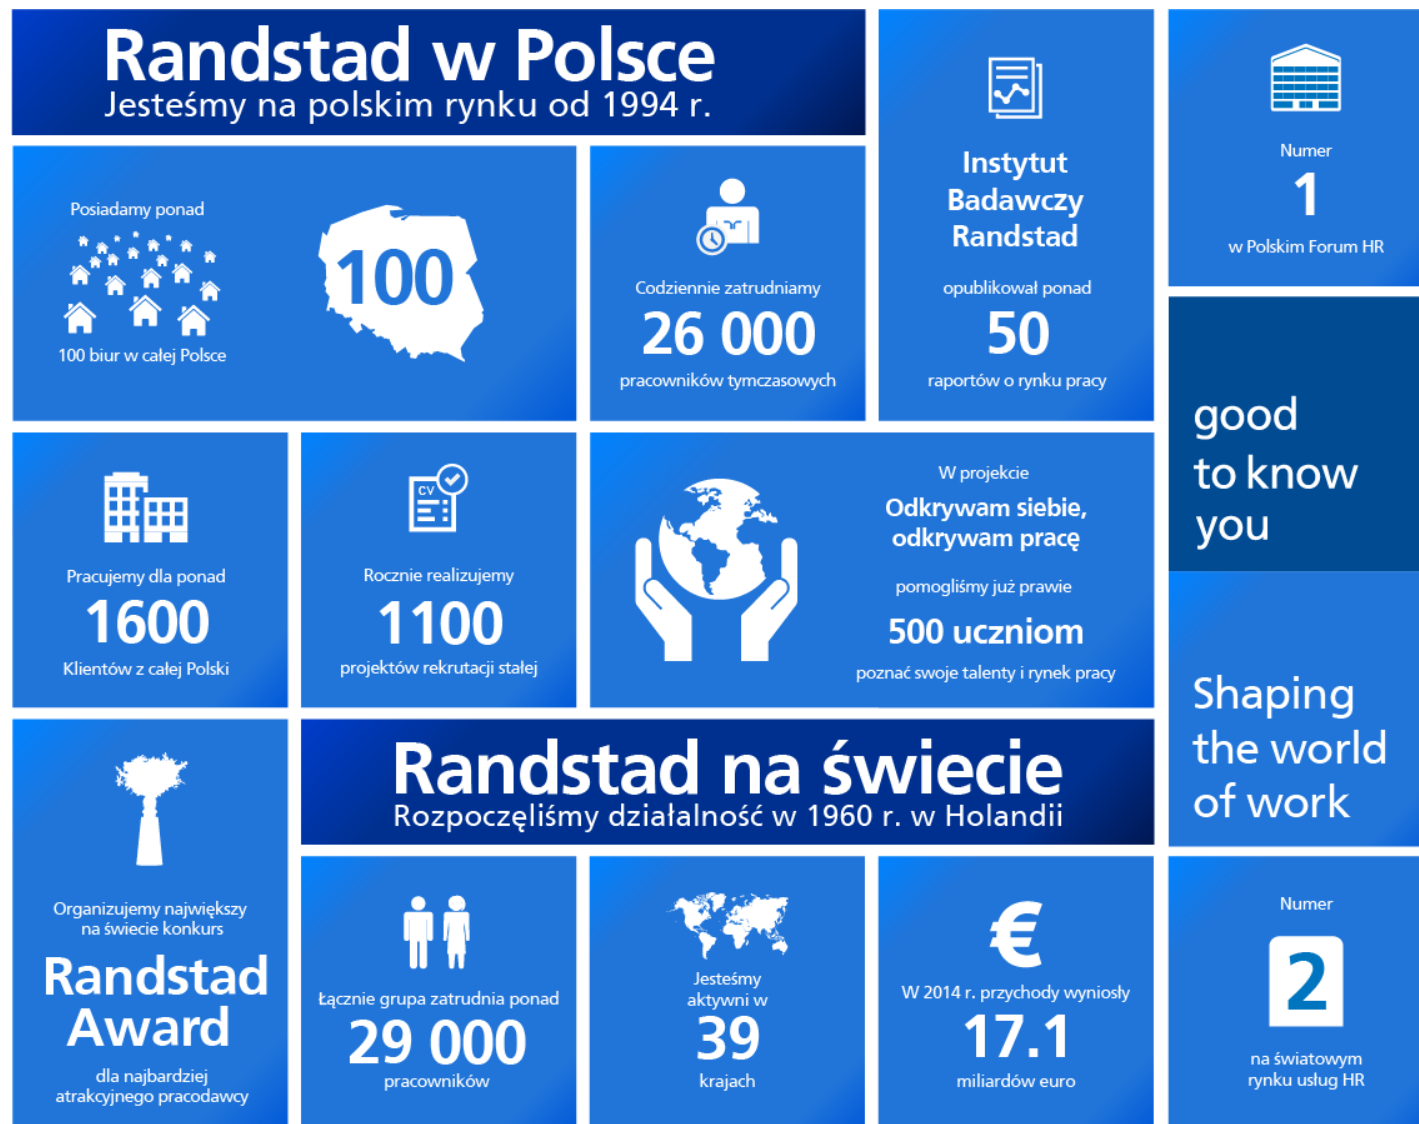 Randstad w Polsce
Jesteśmy na polskim rynku od 1994 r.
Posiadamy ponad
100 biur w całej Polsce
100
Codziennie zatrudniamy
26 000
pracowników tymczasowych
Instytut
Badawczy
Randstad
opublikował ponad
50
raportów o rynku pracy
Numer
1
w Polskim Forum HR
good
to know
you
Pracujemy dla ponad
1600
Klientów z całej Polski
CV
Rocznie realizujemy
1100
projektów rekrutacji stałej
W projekcie
Odkrywam siebie,
odkrywam pracę
pomogliśmy już prawie
500 uczniom
poznać swoje talenty i rynek pracy
Shaping
the world
of work
Organizujemy największy
na świecie konkurs
Randstad
Award
dla najbardziej
atrakcyjnego pracodawcy
Randstad na świecie
Rozpoczęliśmy działalność w 1960 r. w Holandii
Łącznie grupa zatrudnia ponad
29 000
pracowników
Jesteśmy
aktywni w
39
krajach
€
W 2014 r. przychody wyniosły
17.1
miliardów euro
Numer
2
na światowym
rynku usług HR